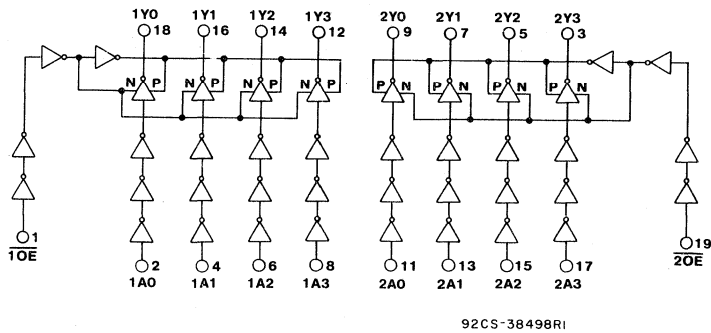 1Y0 1Y1 1Y2 1Y3 2Y0 2Y1 2Y2 2Y3
18 16 14 12 9 7 5 3
N P N P N P N P P N P N P N P N
1 19
1OE 2OE
2 4 6 8 11 13 15 17
1A0 1A1 1A2 1A3 2A0 2A1 2A2 2A3
92CS-38498R1